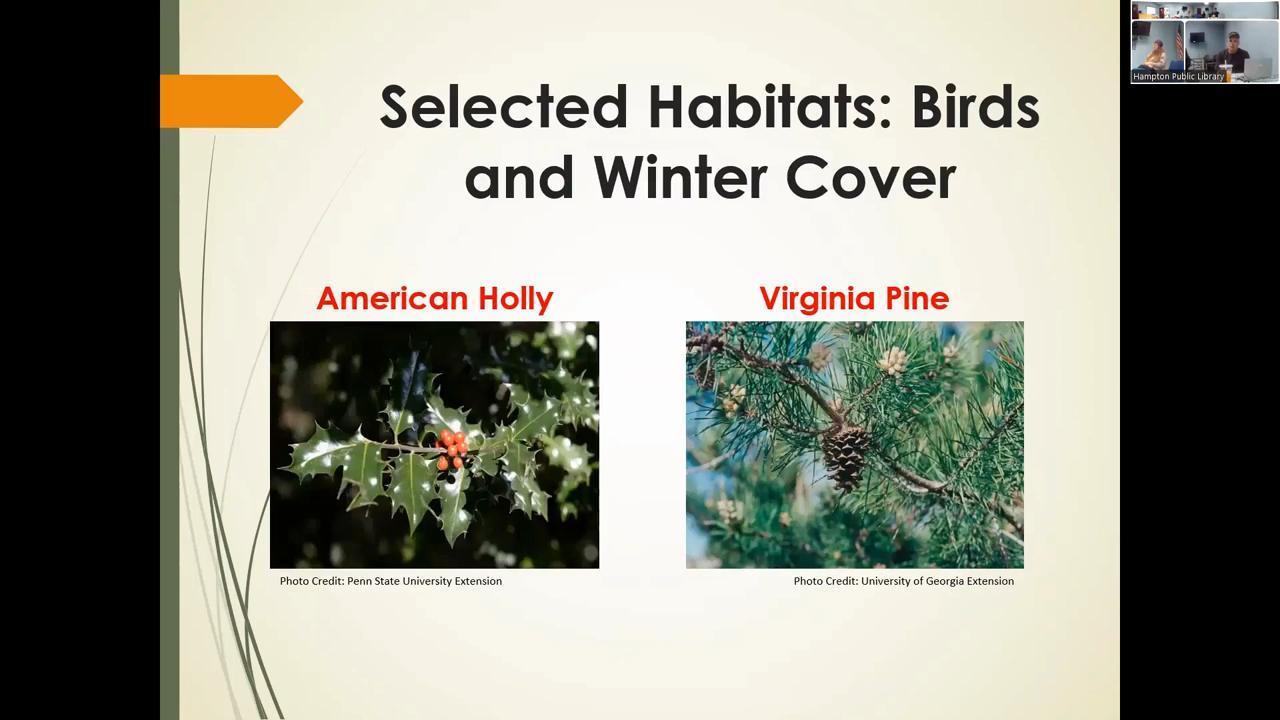 Selected Habitats: Birds
and Winter Cover
American Holly
Virginia Pine
Photo Credit: Penn State University Extension
Photo Credit: University of Georgia Extension
Hampton Public Library